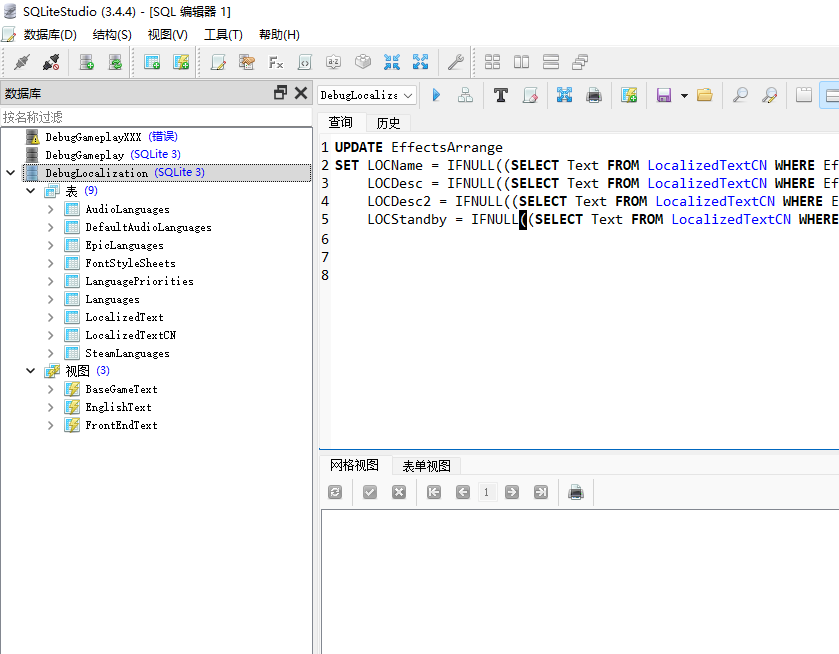 SQLiteStudio (3.4.4) - [SQL 编辑器 1]
数据库(D) 结构(S) 视图(V) 工具(T) 帮助(H)
数据库
按名称过滤
DebugGameplayXXX (错误)
DebugGameplay (SQLite 3)
DebugLocalization (SQLite 3)
表 (9)
AudioLanguages
DefaultAudioLanguages
EpicLanguages
FontStyleSheets
LanguagePriorities
Languages
LocalizedText
LocalizedTextCN
SteamLanguages
视图 (3)
BaseGameText
EnglishText
FrontEndText
DebugLocaliz
查询 历史
1 UPDATE EffectsArrange
2 SET LOCName = IFNULL((SELECT Text FROM LocalizedTextCN WHERE Ef
3 LOCDesc = IFNULL((SELECT Text FROM LocalizedTextCN WHERE Ef
4 LOCDesc2 = IFNULL((SELECT Text FROM LocalizedTextCN WHERE E
5 LOCStandby = IFNULL((SELECT Text FROM LocalizedTextCN WHERE
6
7
8
网格视图 表单视图
1